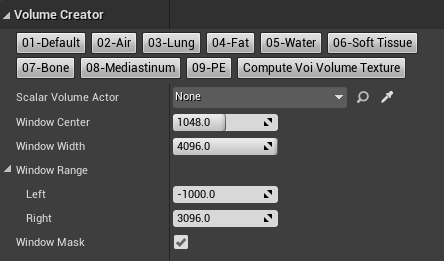 Volume Creator
01-Default 02-Air 03-Lung 04-Fat 05-Water 06-Soft Tissue
07-Bone 08-Mediastinum 09-PE Compute Voi Volume Texture
Scalar Volume Actor None
Window Center 1048.0
Window Width 4096.0
Window Range
Left -1000.0
Right 3096.0
Window Mask